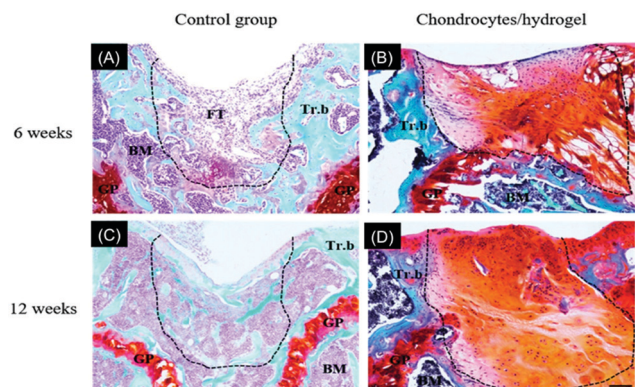 Control group
Chondrocytes/hydrogel
6 weeks
(A)
FT
Tr.b
BM
GP
GP
(B)
Tr.b
GP
BM
12 weeks
(C)
Tr.b
GP
GP
BM
(D)
Tr.b
GP
BM